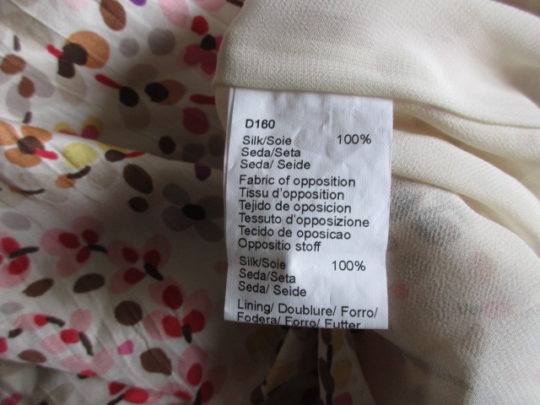 D160
Silk/Soie 100%
Seda/Seta
Seda/ Seide
Fabric of opposition
Tissu d'opposition
Tejido de oposicion
Tessuto d'opposizione
Tecido de oposicao
Oppositio stoff
Silk/Soie 100%
Seda/Seta
Seda/ Seide
Lining/ Doublure/ Forro/
Fodera/ Forro/ Futter